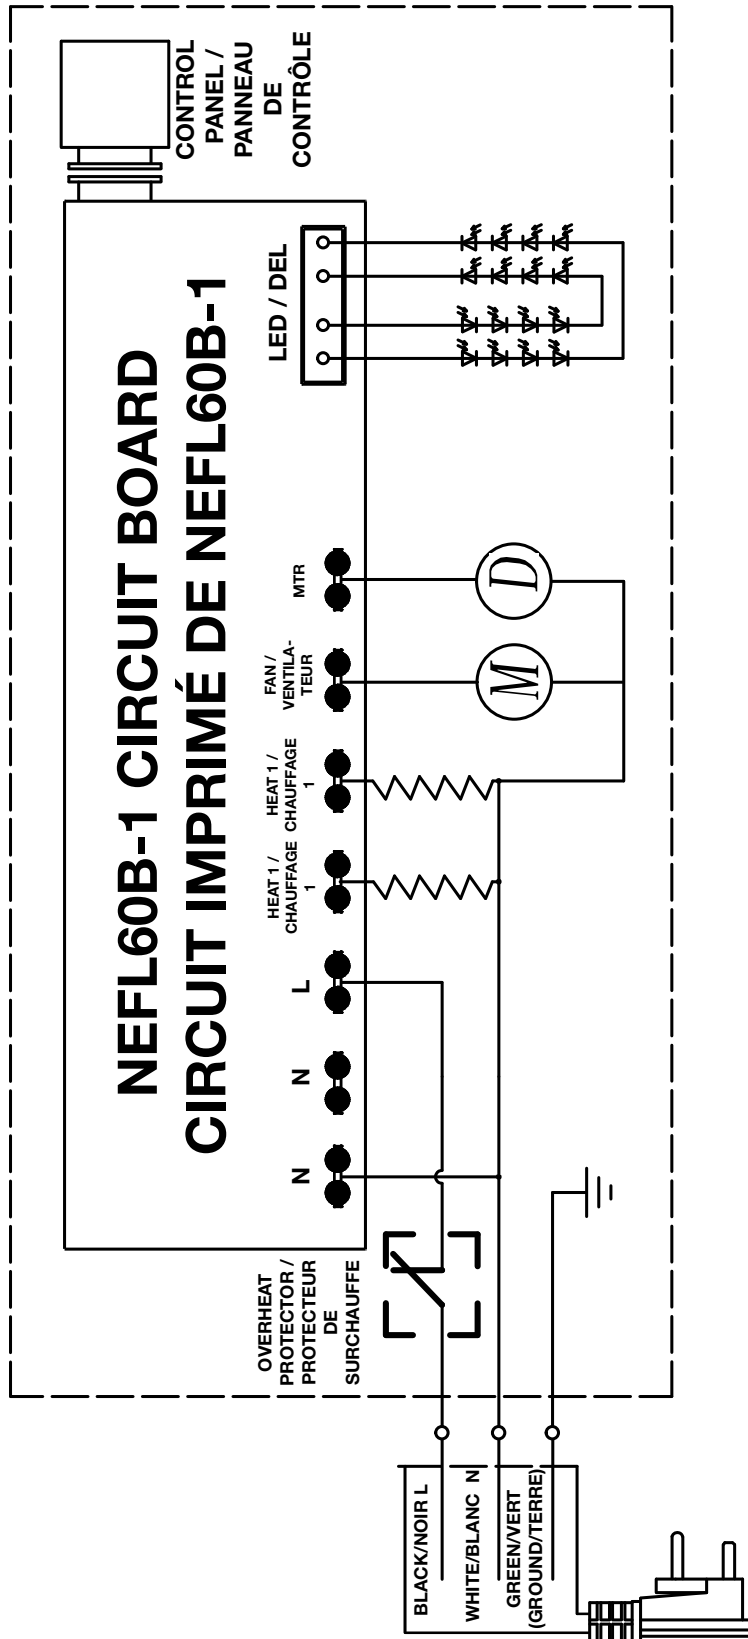 NEFL60B-1 CIRCUIT BOARD
CIRCUIT IMPRIMÉ DE NEFL60B-1
CONTROL
PANEL /
PANNEAU
DE
CONTRÔLE
OVERHEAT
PROTECTOR /
PROTECTEUR
DE
SURCHAUFFE
N
N
L
HEAT 1 /
CHAUFFAGE
1
HEAT 1 /
CHAUFFAGE
1
FAN /
VENTILA-
TEUR
MTR
LED / DEL
M
D
BLACK/NOIR L
WHITE/BLANC N
GREEN/VERT
(GROUND/TERRE)